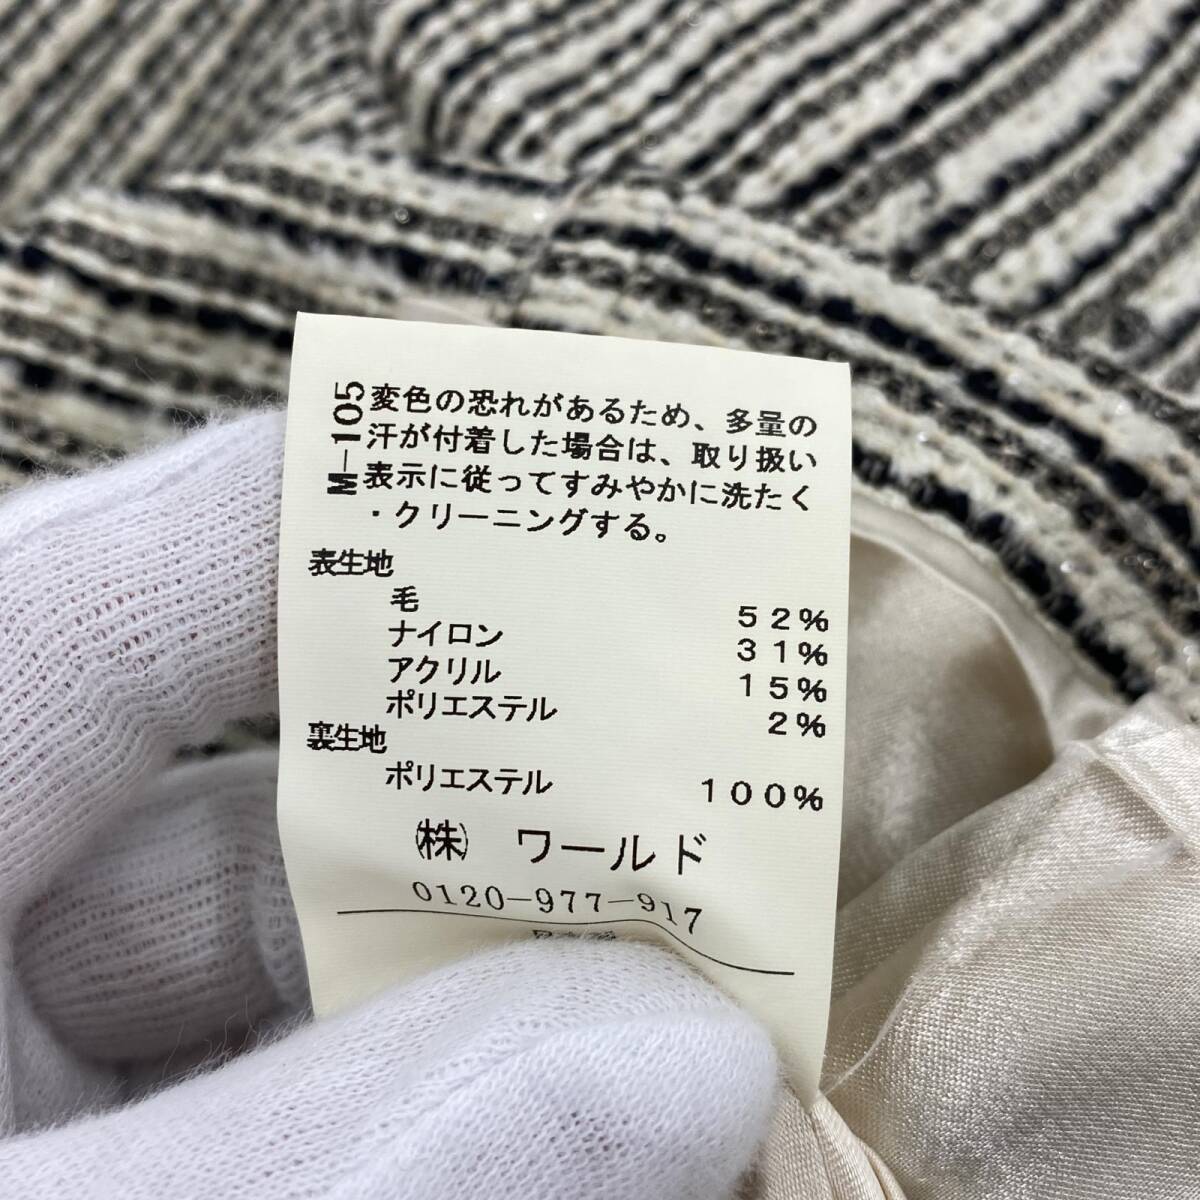 M-105
変色の恐れがあるため、多量の
汗が付着した場合は、取り扱い
表示に従ってすみやかに洗たく
・クリーニングする。
表生地
毛 52%
ナイロン 31%
アクリル 15%
ポリエステル 2%
裏生地
ポリエステル 100%
㈱ ワールド
0120-977-917